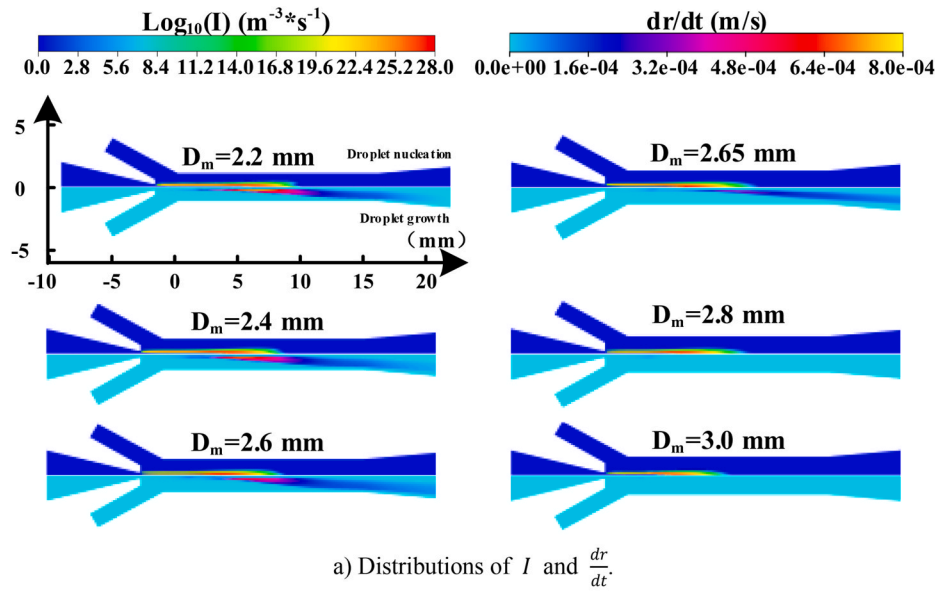 Log₁₀(I) (m⁻³*s⁻¹)
0.0 2.8 5.6 8.4 11.2 14.0 16.8 19.6 22.4 25.2 28.0
dr/dt (m/s)
0.0e+00 1.6e-04 3.2e-04 4.8e-04 6.4e-04 8.0e-04
5
0
-5
-10 0 5 10 15 20
(mm)
Dₘ=2.2 mm
Droplet nucleation
Droplet growth
Dₘ=2.65 mm
Dₘ=2.4 mm
Dₘ=2.8 mm
Dₘ=2.6 mm
Dₘ=3.0 mm
a) Distributions of I and dr/dt.